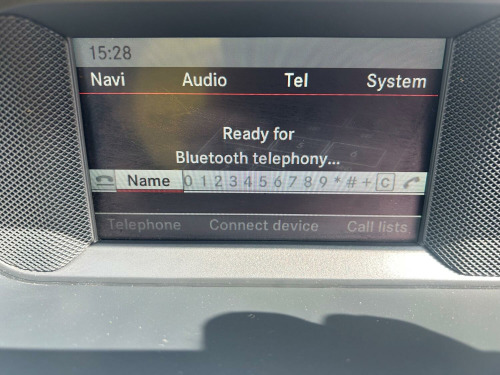 15:28
Navi Audio Tel System
Ready for
Bluetooth telephony...
Name 0 1 2 3 4 5 6 7 8 9 * # + C
Telephone Connect device Call lists